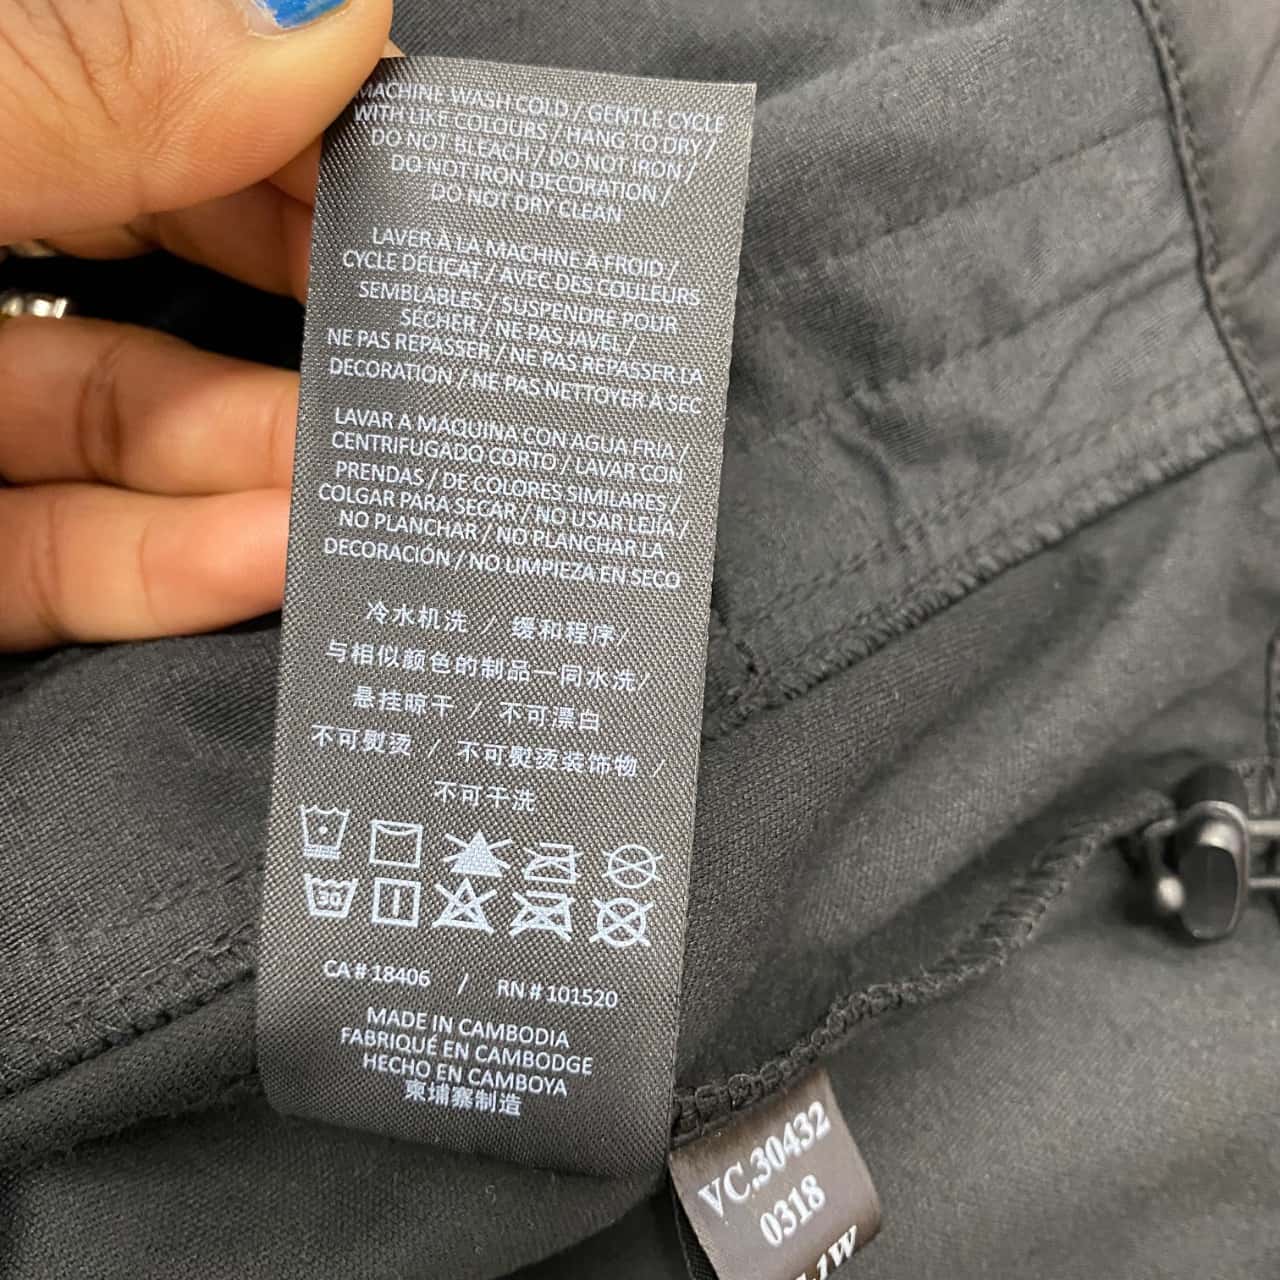 MACHINE WASH COLD / GENTLE CYCLE
WITH LIKE COLOURS / HANG TO DRY /
DO NOT BLEACH / DO NOT IRON /
DO NOT IRON DECORATION /
DO NOT DRY CLEAN
LAVER À LA MACHINE À FROID /
CYCLE DÉLICAT / AVEC DES COULEURS
SEMBLABLES / SUSPENDRE POUR
SÉCHER / NE PAS JAVEL /
NE PAS REPASSER / NE PAS REPASSER LA
DÉCORATION / NE PAS NETTOYER À SEC
LAVAR A MÁQUINA CON AGUA FRÍA /
CENTRIFUGADO CORTO / LAVAR CON
PRENDAS / DE COLORES SIMILARES /
COLGAR PARA SECAR / NO USAR LEJÍA /
NO PLANCHAR / NO PLANCHAR LA
DECORACIÓN / NO LIMPIEZA EN SECO
冷水机洗 / 缓和程序/
与相似颜色的制品一同水洗/
悬挂晾干 / 不可漂白
不可熨烫 / 不可熨烫装饰物 /
不可干洗
30
CA # 18406 / RN # 101520
MADE IN CAMBODIA
FABRIQUÉ EN CAMBODGE
HECHO EN CAMBOYA
柬埔寨制造
VC.30432
0318